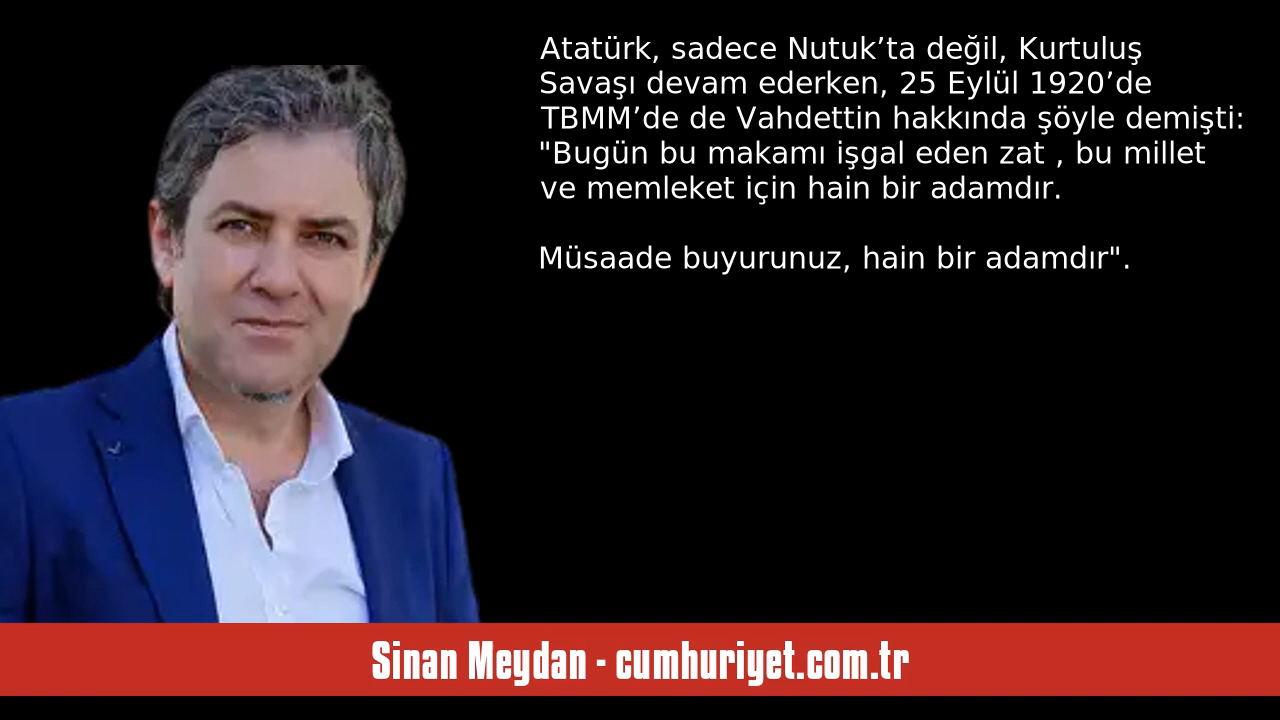 Atatürk, sadece Nutuk’ta değil, Kurtuluş
Savaşı devam ederken, 25 Eylül 1920’de
TBMM’de de Vahdettin hakkında şöyle demişti:
"Bugün bu makamı işgal eden zat , bu millet
ve memleket için hain bir adamdır.
Müsaade buyurunuz, hain bir adamdır".
Sinan Meydan - cumhuriyet.com.tr